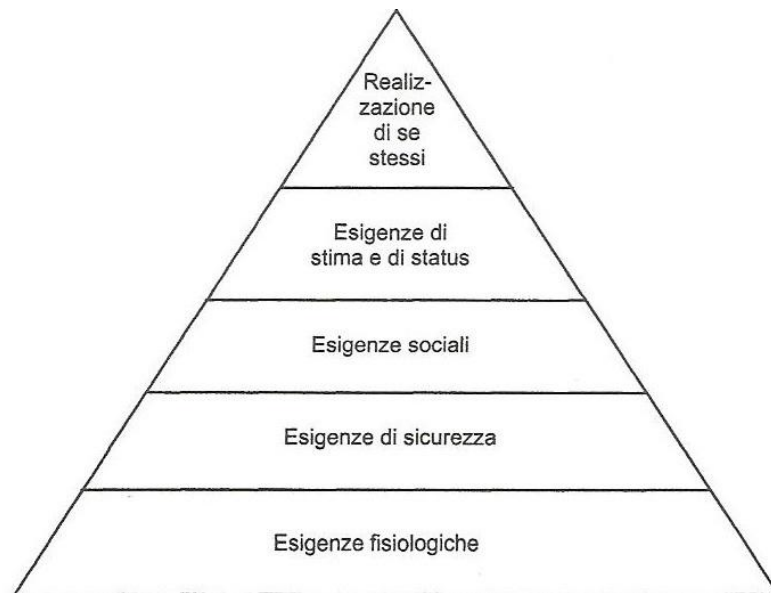 Realiz-
zazione
di se
stessi
Esigenze di
stima e di status
Esigenze sociali
Esigenze di sicurezza
Esigenze fisiologiche